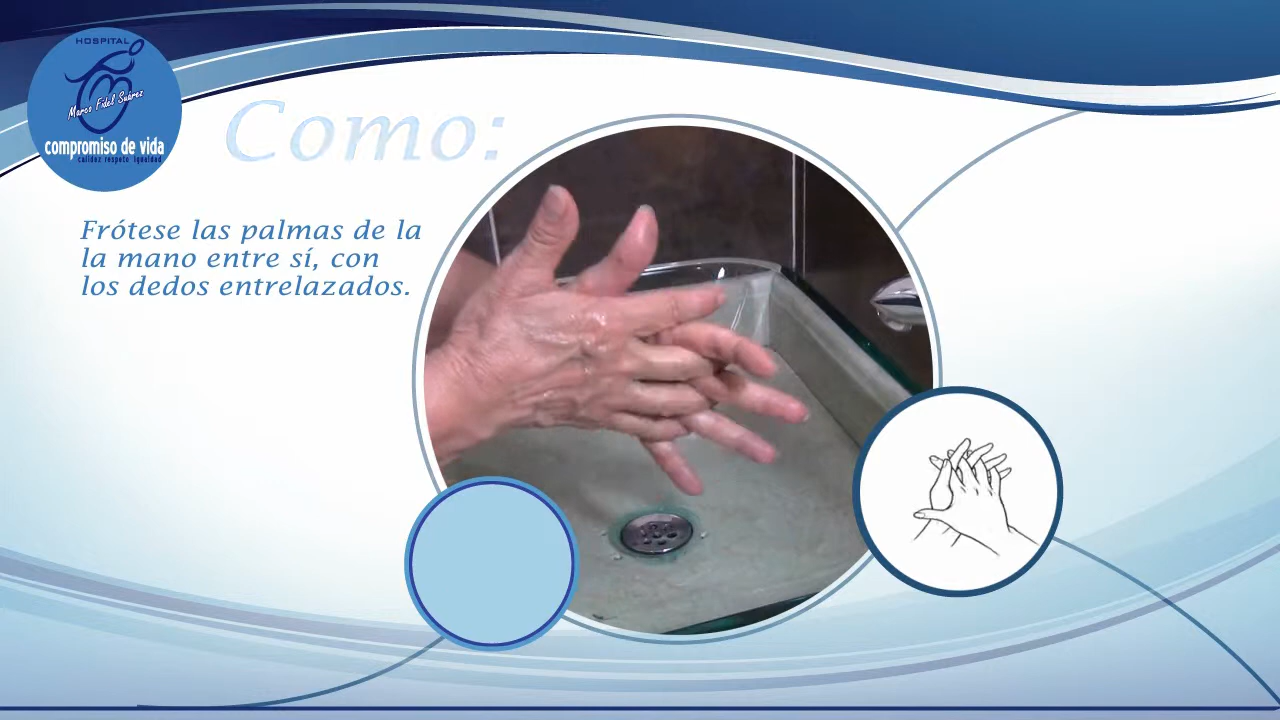 HOSPITAL
Marco Fidel Suárez
compromiso de vida
calidez respeto igualdad
Como:
Frótese las palmas de la
la mano entre sí, con
los dedos entrelazados.